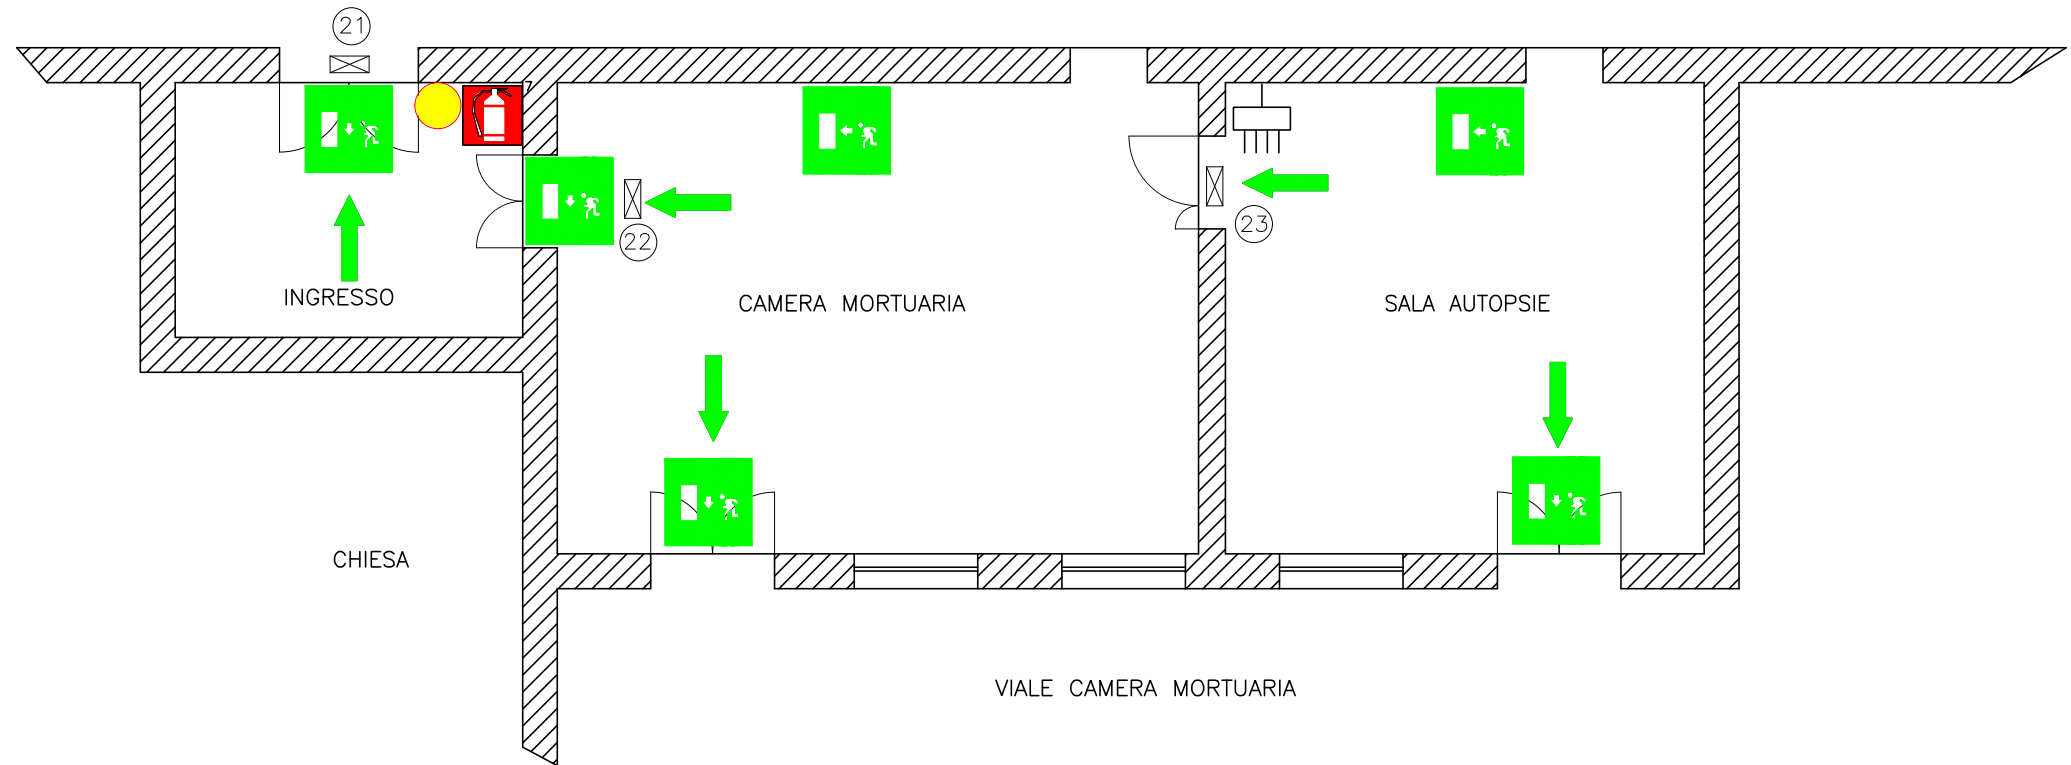 21
22
23
INGRESSO
CAMERA MORTUARIA
SALA AUTOPSIE
CHIESA
VIALE CAMERA MORTUARIA